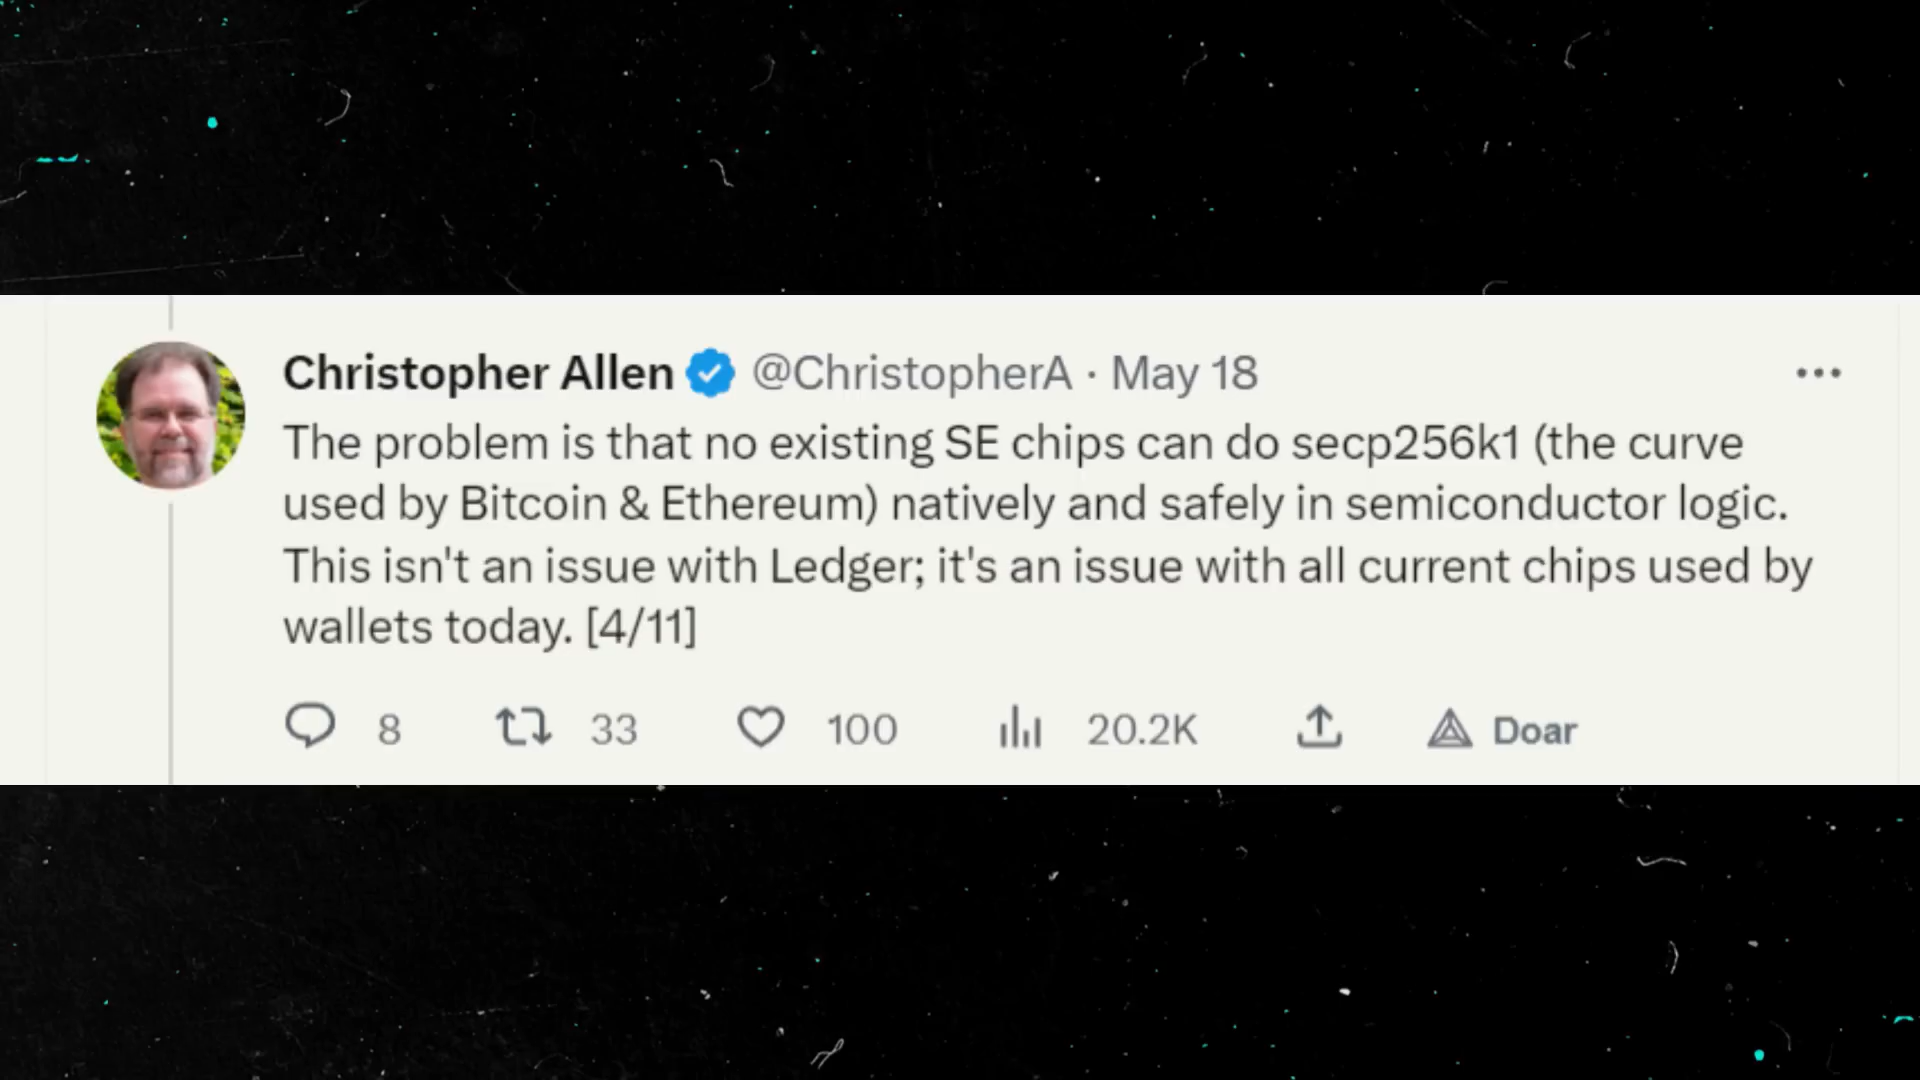 Christopher Allen @ChristopherA · May 18
The problem is that no existing SE chips can do secp256k1 (the curve
used by Bitcoin & Ethereum) natively and safely in semiconductor logic.
This isn't an issue with Ledger; it's an issue with all current chips used by
wallets today. [4/11]
8 33 100 20.2K Doar